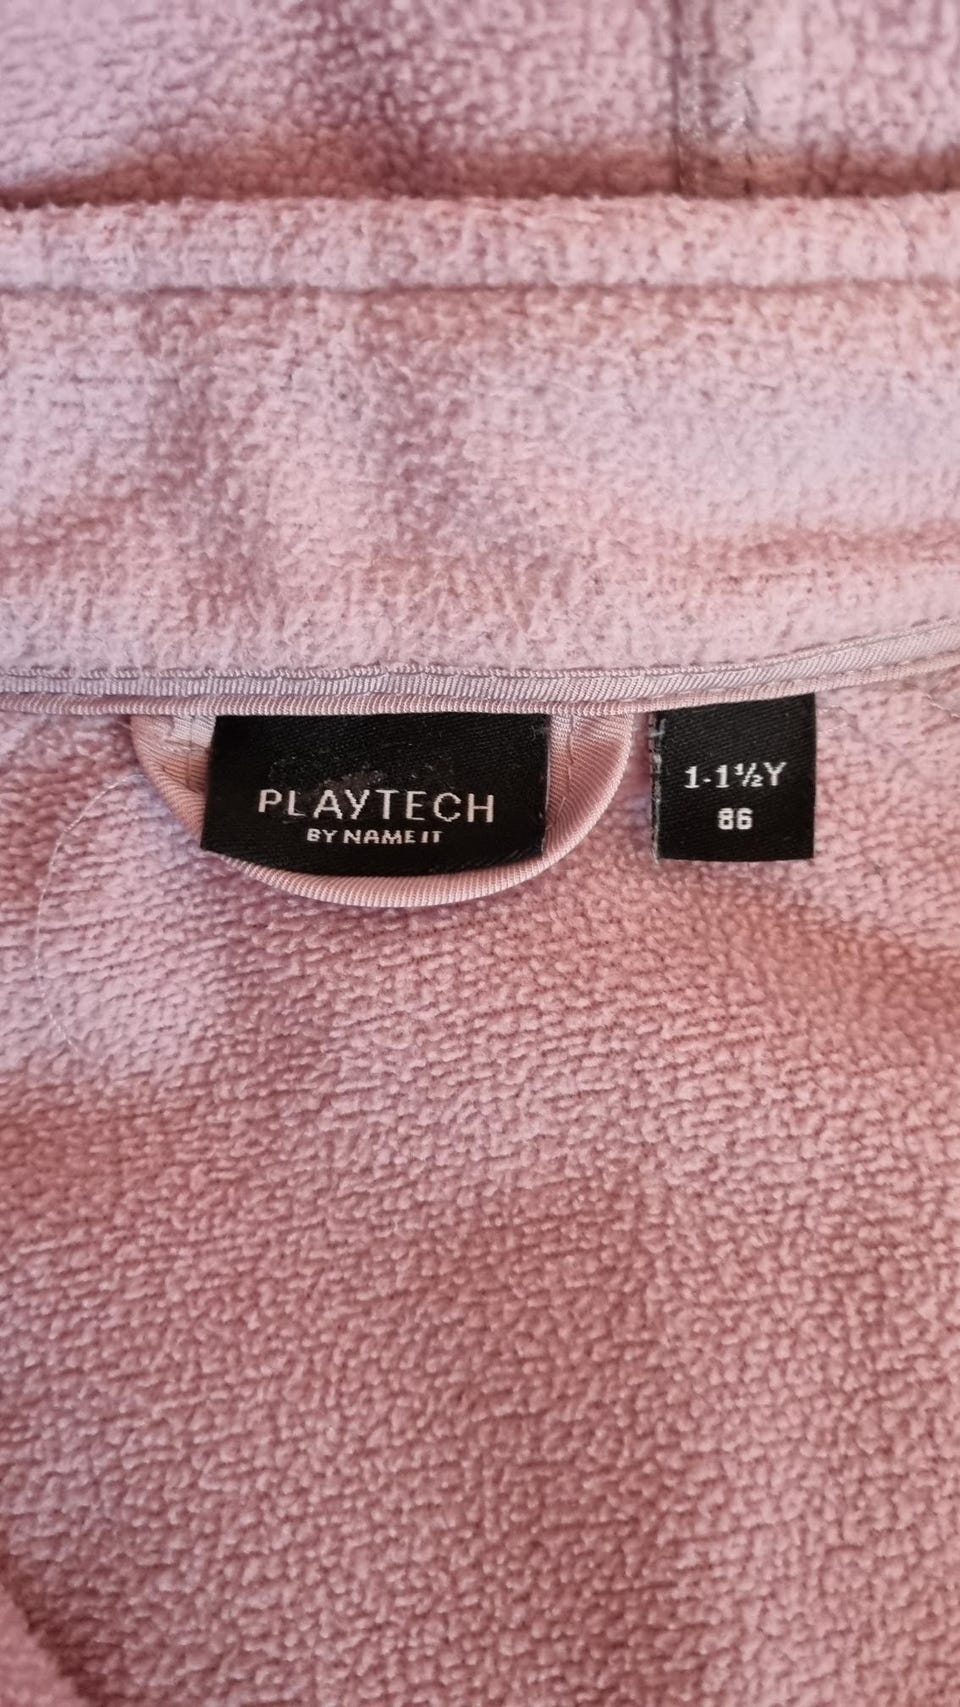 PLAYTECH
BY NAME IT
1-1½Y
86